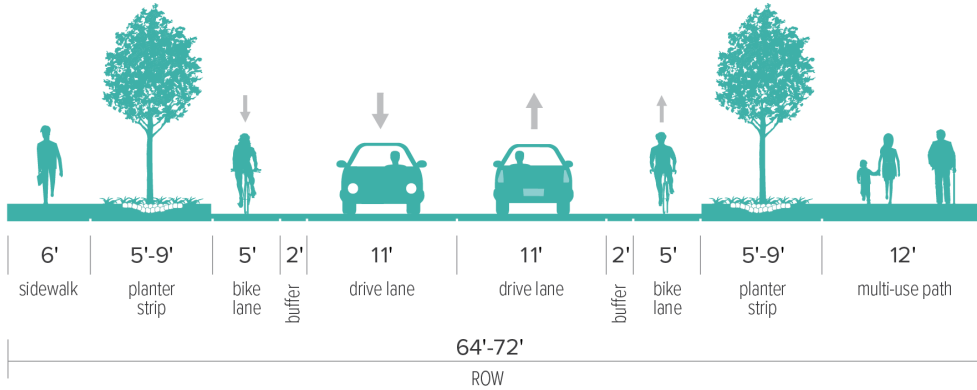 6' 5'-9' 5' 2' 11' 11' 2' 5' 5'-9' 12'
sidewalk planter strip bike lane buffer drive lane drive lane buffer bike lane planter strip multi-use path
64'-72'
ROW